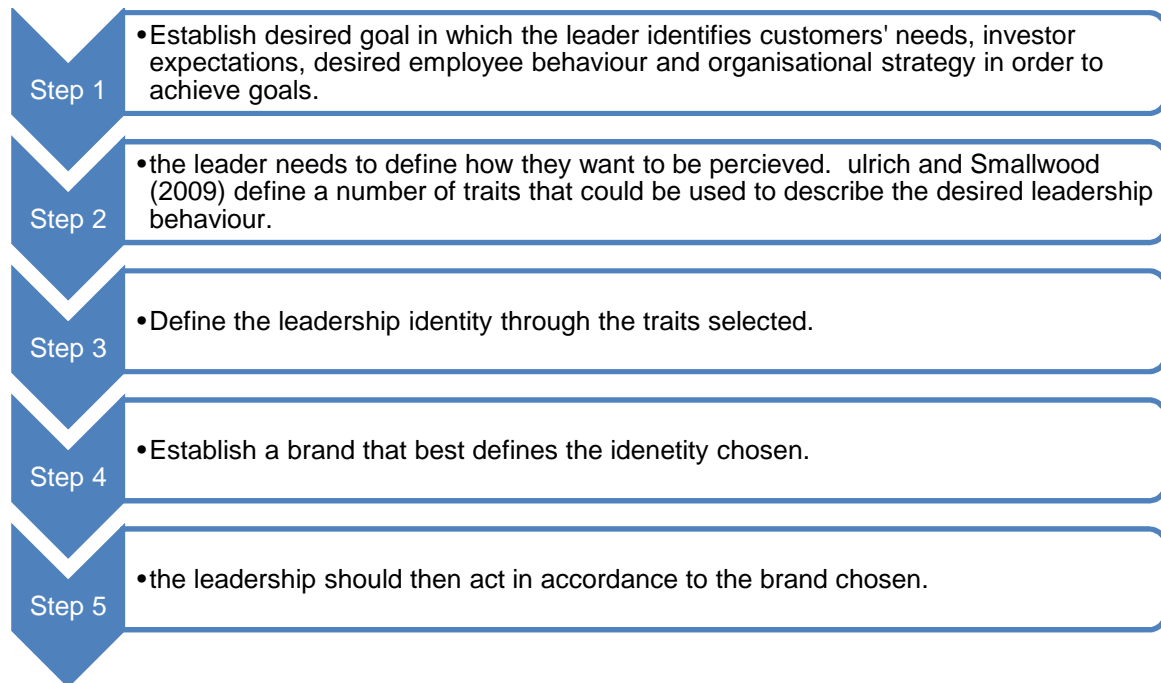 Step 1
•Establish desired goal in which the leader identifies customers' needs, investor
expectations, desired employee behaviour and organisational strategy in order to
achieve goals.
Step 2
•the leader needs to define how they want to be percieved.  ulrich and Smallwood
(2009) define a number of traits that could be used to describe the desired leadership
behaviour.
Step 3
•Define the leadership identity through the traits selected.
Step 4
•Establish a brand that best defines the idenetity chosen.
Step 5
•the leadership should then act in accordance to the brand chosen.